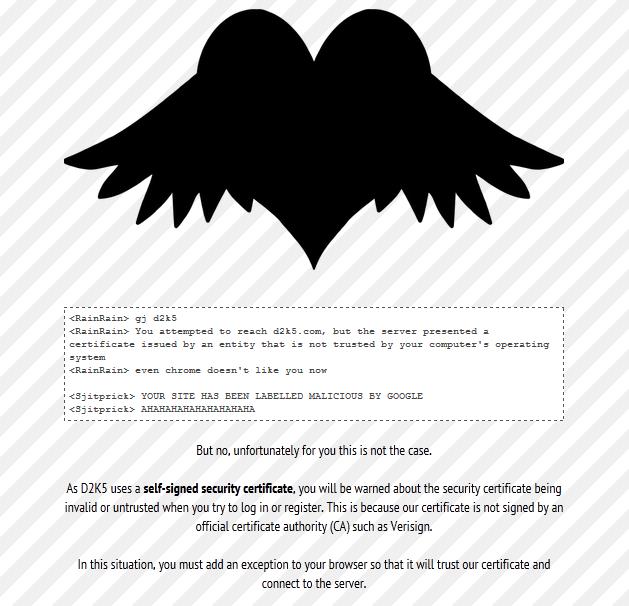 <RainRain> gj d2k5
<RainRain> You attempted to reach d2k5.com, but the server presented a
certificate issued by an entity that is not trusted by your computer's operating
system
<RainRain> even chrome doesn't like you now
<Sjitprick> YOUR SITE HAS BEEN LABELLED MALICIOUS BY GOOGLE
<Sjitprick> AHAHAHAHAHAHAHAHAHA
But no, unfortunately for you this is not the case.
As D2K5 uses a self-signed security certificate, you will be warned about the security certificate being
invalid or untrusted when you try to log in or register. This is because our certificate is not signed by an
official certificate authority (CA) such as Verisign.
In this situation, you must add an exception to your browser so that it will trust our certificate and
connect to the server.